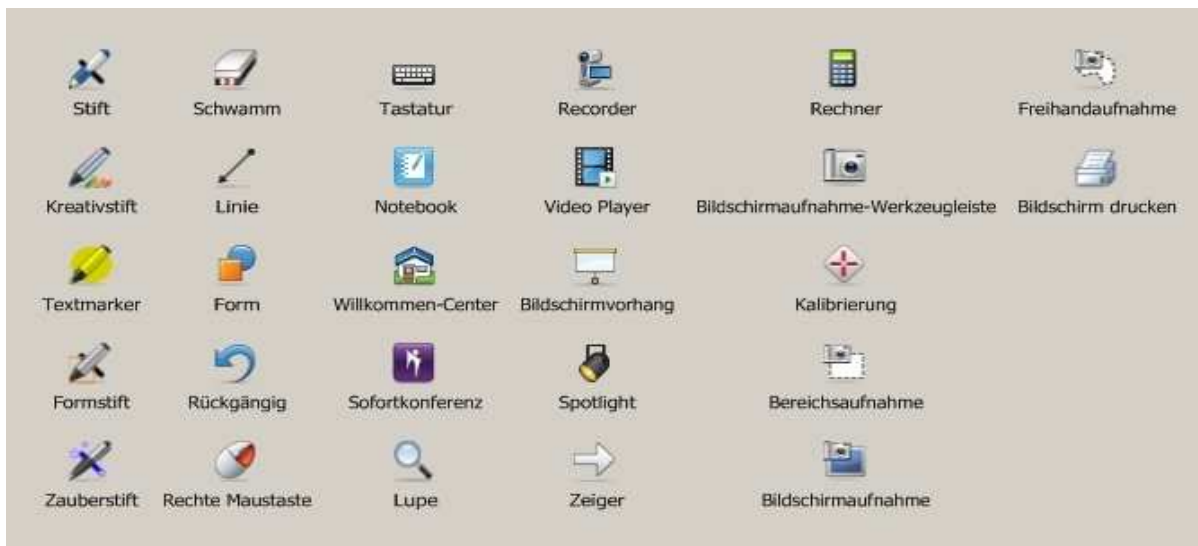 Stift Schwamm Tastatur Recorder Rechner Freihandaufnahme
Kreativstift Linie Notebook Video Player Bildschirmaufnahme-Werkzeugleiste Bildschirm drucken
Textmarker Form Willkommen-Center Bildschirmvorhang Kalibrierung
Formstift Rückgängig Sofortkonferenz Spotlight Bereichsaufnahme
Zauberstift Rechte Maustaste Lupe Zeiger Bildschirmaufnahme